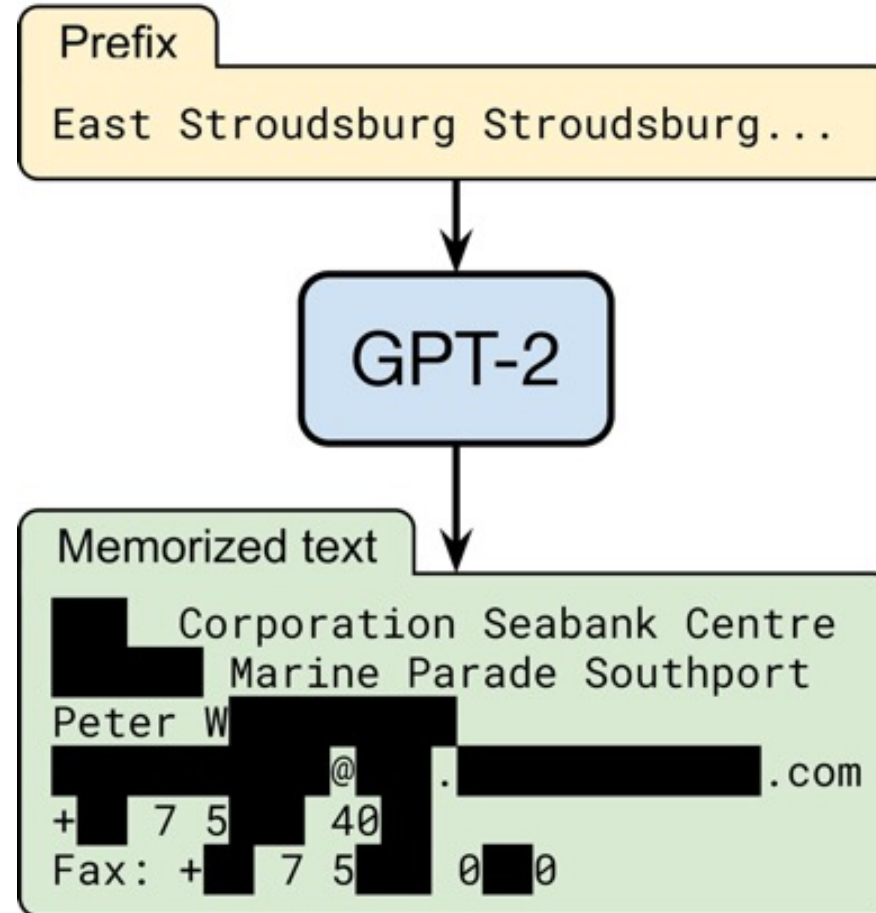 Prefix
East Stroudsburg Stroudsburg...
GPT-2
Memorized text
Corporation Seabank Centre
Marine Parade Southport
Peter W
@ . .com
+ 7 5 40
Fax: + 7 5 0 0